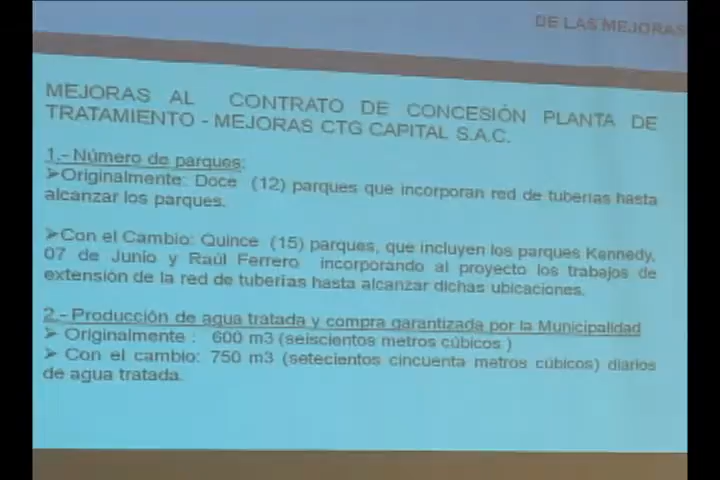 DE LAS MEJORAS
MEJORAS AL CONTRATO DE CONCESIÓN PLANTA DE
TRATAMIENTO - MEJORAS CTG CAPITAL S.A.C.
1.- Número de parques:
➢Originalmente: Doce (12) parques que incorporan red de tuberías hasta
alcanzar los parques.
➢Con el Cambio: Quince (15) parques, que incluyen los parques Kennedy,
07 de Junio y Raúl Ferrero incorporando al proyecto los trabajos de
extensión de la red de tuberías hasta alcanzar dichas ubicaciones.
2.- Producción de agua tratada y compra garantizada por la Municipalidad
➢ Originalmente : 600 m3 (seiscientos metros cúbicos )
➢ Con el cambio: 750 m3 (setecientos cincuenta metros cúbicos) diarios
de agua tratada.